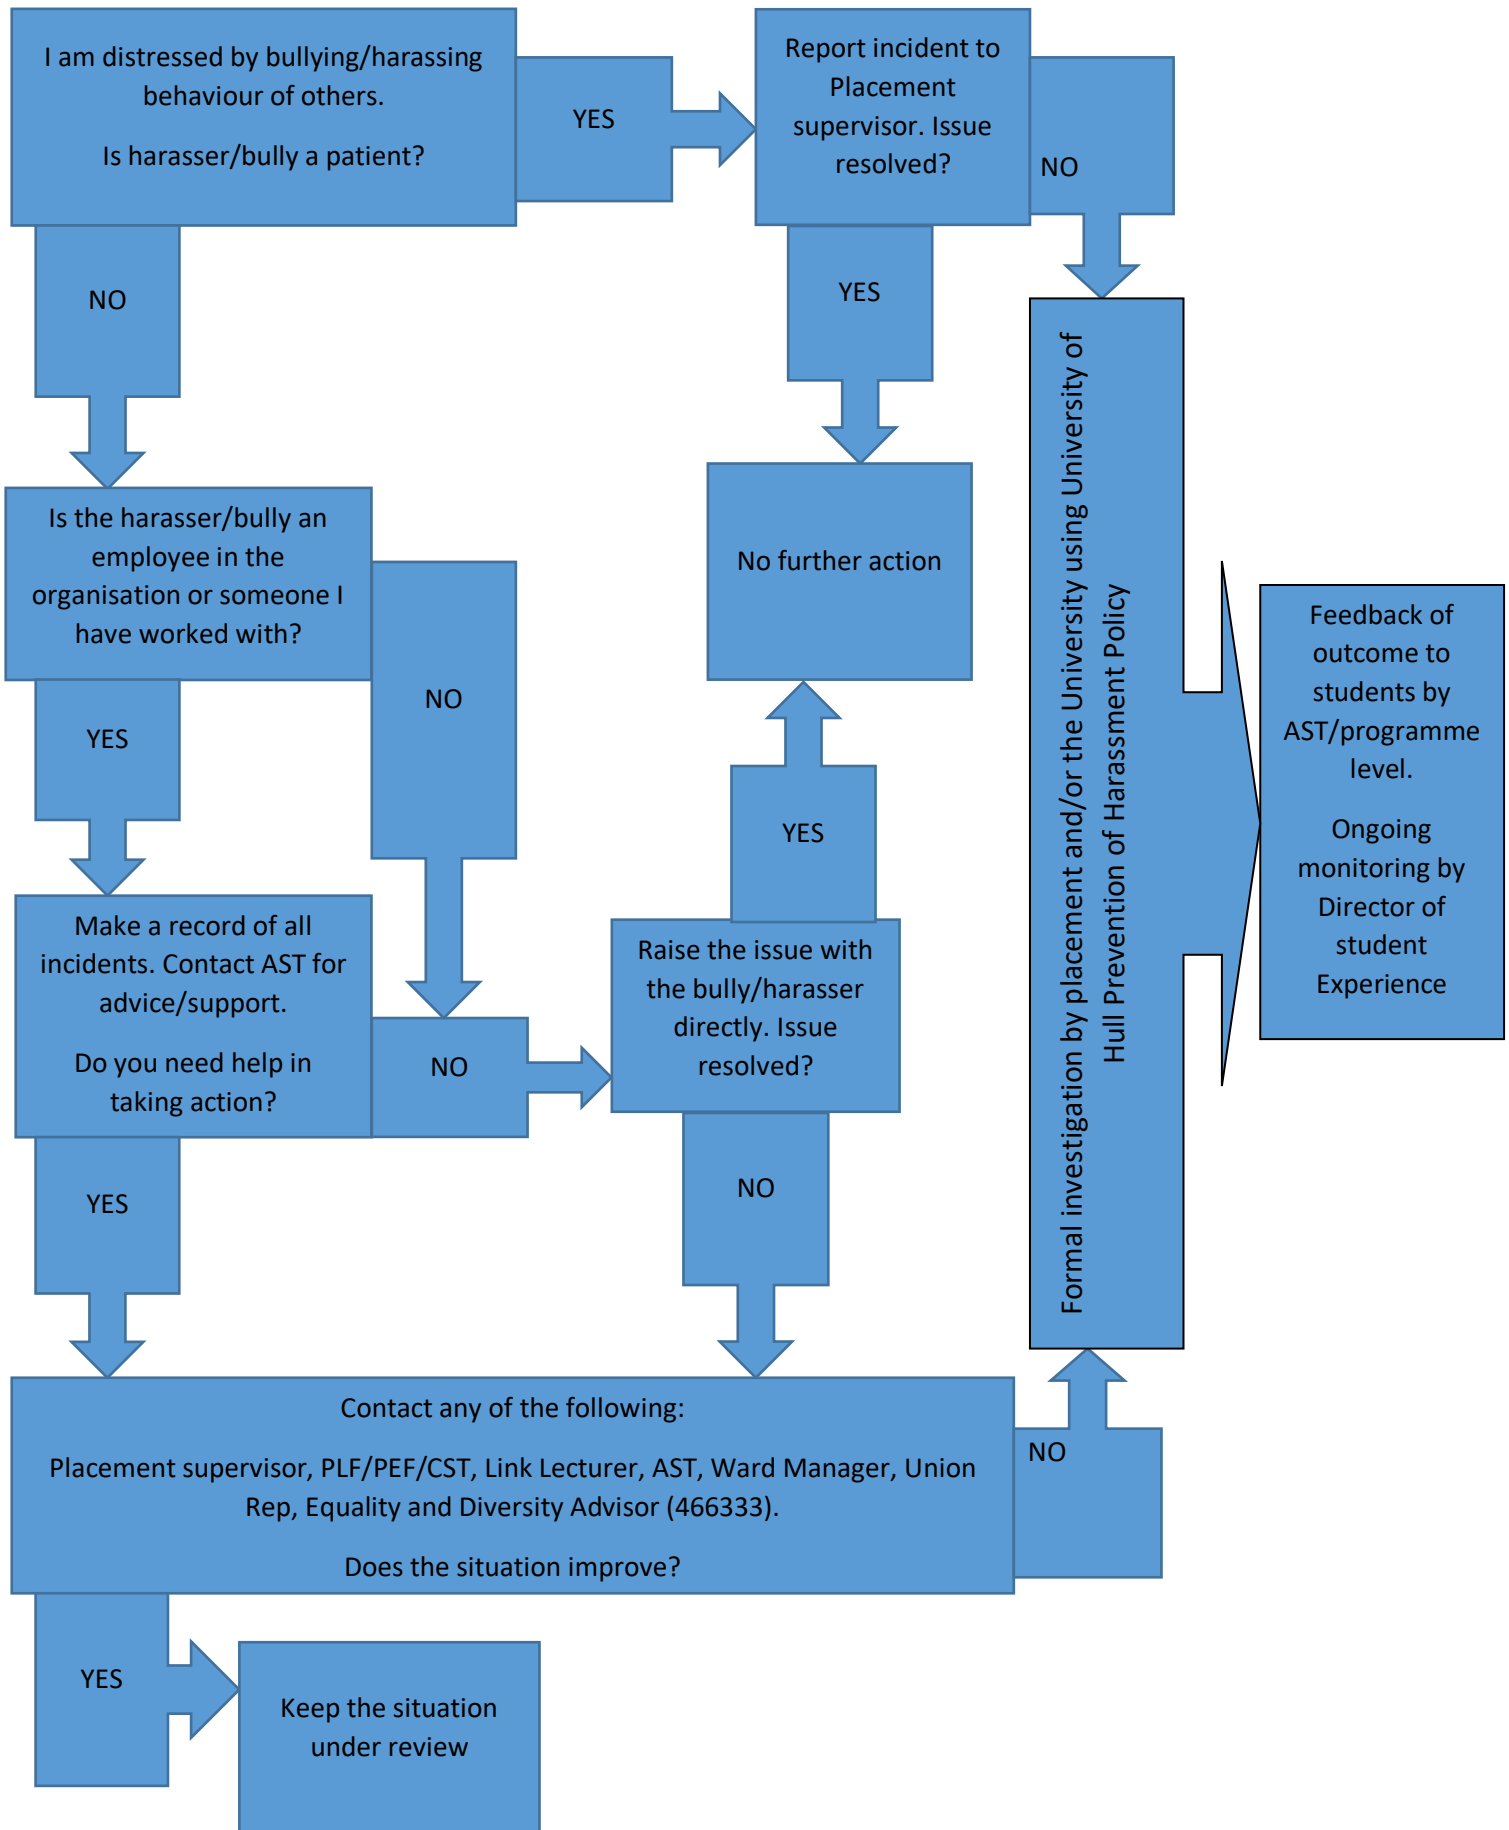 I am distressed by bullying/harassing
behaviour of others.
Is harasser/bully a patient?
YES
Report incident to
Placement
supervisor. Issue
resolved?
NO
NO
YES
Is the harasser/bully an
employee in the
organisation or someone I
have worked with?
NO
YES
No further action
Formal investigation by placement and/or the University using University of
Hull Prevention of Harassment Policy
Feedback of
outcome to
students by
AST/programme
level.
Ongoing
monitoring by
Director of
student
Experience
Make a record of all
incidents. Contact AST for
advice/support.
Do you need help in
taking action?
NO
YES
Raise the issue with
the bully/harasser
directly. Issue
resolved?
YES
NO
Contact any of the following:
Placement supervisor, PLF/PEF/CST, Link Lecturer, AST, Ward Manager, Union
Rep, Equality and Diversity Advisor (466333).
Does the situation improve?
NO
YES
Keep the situation
under review